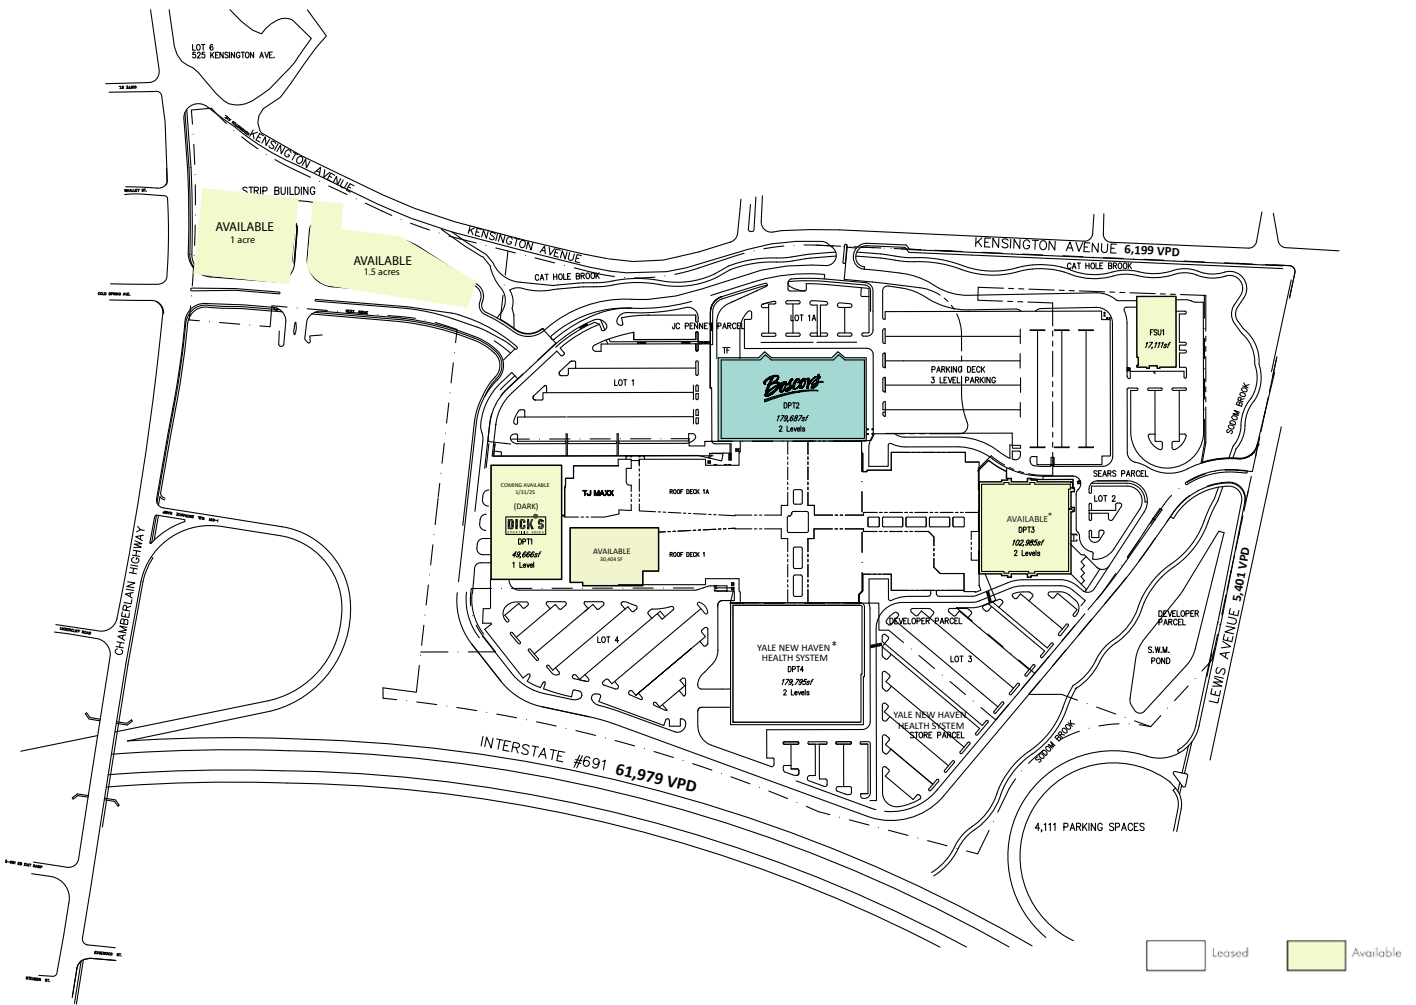 LOT 6
525 KENSINGTON AVE.
KENSINGTON AVENUE
STRIP BUILDING
AVAILABLE
1 acre
AVAILABLE
1.5 acres
KENSINGTON AVENUE
CAT HOLE BROOK
KENSINGTON AVENUE 6,199 VPD
CAT HOLE BROOK
COLD SPRING AVE.
JC PENNEY PARCEL
LOT 1A
TF
LOT 1
Boscov's
DPT2
179,687sf
2 Levels
PARKING DECK
3 LEVEL PARKING
FSU1
17,111sf
SODOM BROOK
SEARS PARCEL
LOT 2
COMING AVAILABLE
1/31/25
(DARK)
DICK'S
SPORTING GOODS
DPT1
49,666sf
1 Level
TJ MAXX
ROOF DECK 1A
AVAILABLE
30,404 SF
ROOF DECK 1
AVAILABLE*
DPT3
102,985sf
2 Levels
CHAMBERLAIN HIGHWAY
LEWIS AVENUE 5,401 VPD
DEVELOPER
PARCEL
S.W.M.
POND
LOT 4
DEVELOPER PARCEL
LOT 3
YALE NEW HAVEN *
HEALTH SYSTEM
DPT4
179,795sf
2 Levels
YALE NEW HAVEN
HEALTH SYSTEM
STORE PARCEL
SODOM BROOK
INTERSTATE #691 61,979 VPD
4,111 PARKING SPACES
Leased
Available